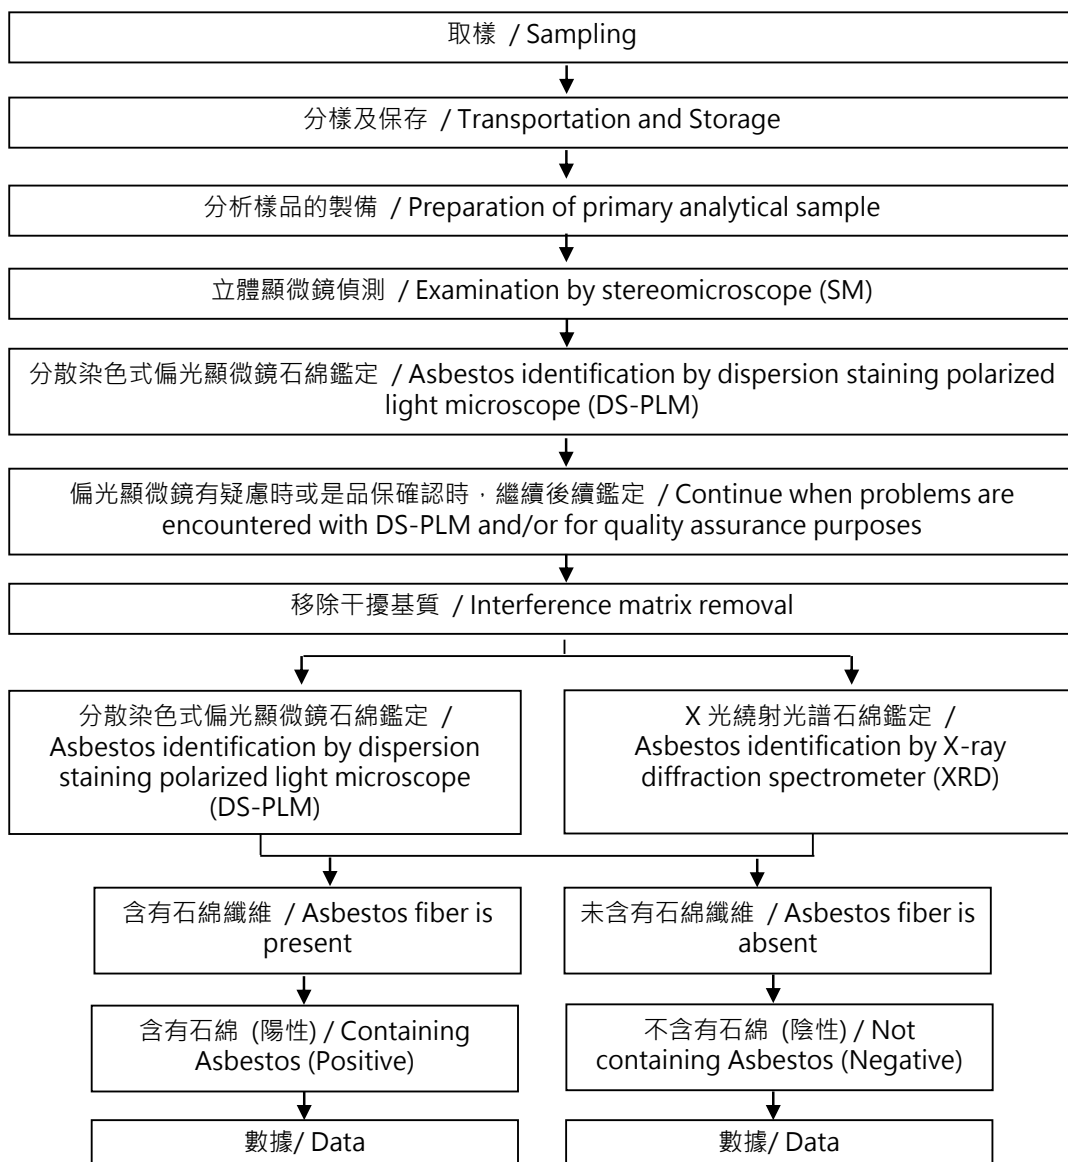 取樣 / Sampling
分樣及保存 / Transportation and Storage
分析樣品的製備 / Preparation of primary analytical sample
立體顯微鏡偵測 / Examination by stereomicroscope (SM)
分散染色式偏光顯微鏡石綿鑑定 / Asbestos identification by dispersion staining polarized
light microscope (DS-PLM)
偏光顯微鏡有疑慮時或是品保確認時，繼續後續鑑定 / Continue when problems are
encountered with DS-PLM and/or for quality assurance purposes
移除干擾基質 / Interference matrix removal
分散染色式偏光顯微鏡石綿鑑定 /
Asbestos identification by dispersion
staining polarized light microscope
(DS-PLM)
X 光繞射光譜石綿鑑定 /
Asbestos identification by X-ray
diffraction spectrometer (XRD)
含有石綿纖維 / Asbestos fiber is
present
未含有石綿纖維 / Asbestos fiber is
absent
含有石綿 (陽性) / Containing
Asbestos (Positive)
不含有石綿 (陰性) / Not
containing Asbestos (Negative)
數據/ Data
數據/ Data